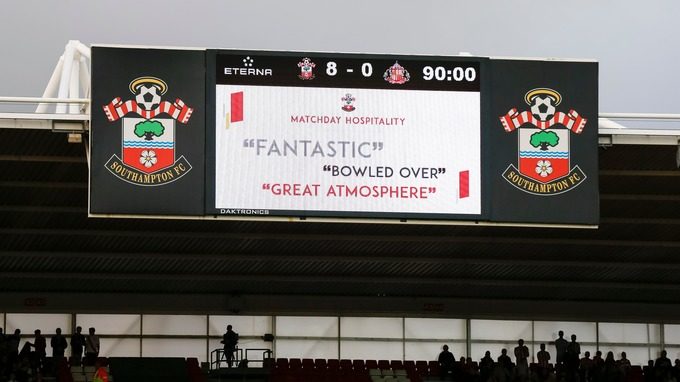 ETERNA 8 - 0 90:00
MATCHDAY HOSPITALITY
"FANTASTIC"
"BOWLED OVER"
"GREAT ATMOSPHERE"
SOUTHAMPTON FC
SOUTHAMPTON FC
DAKTRONICS